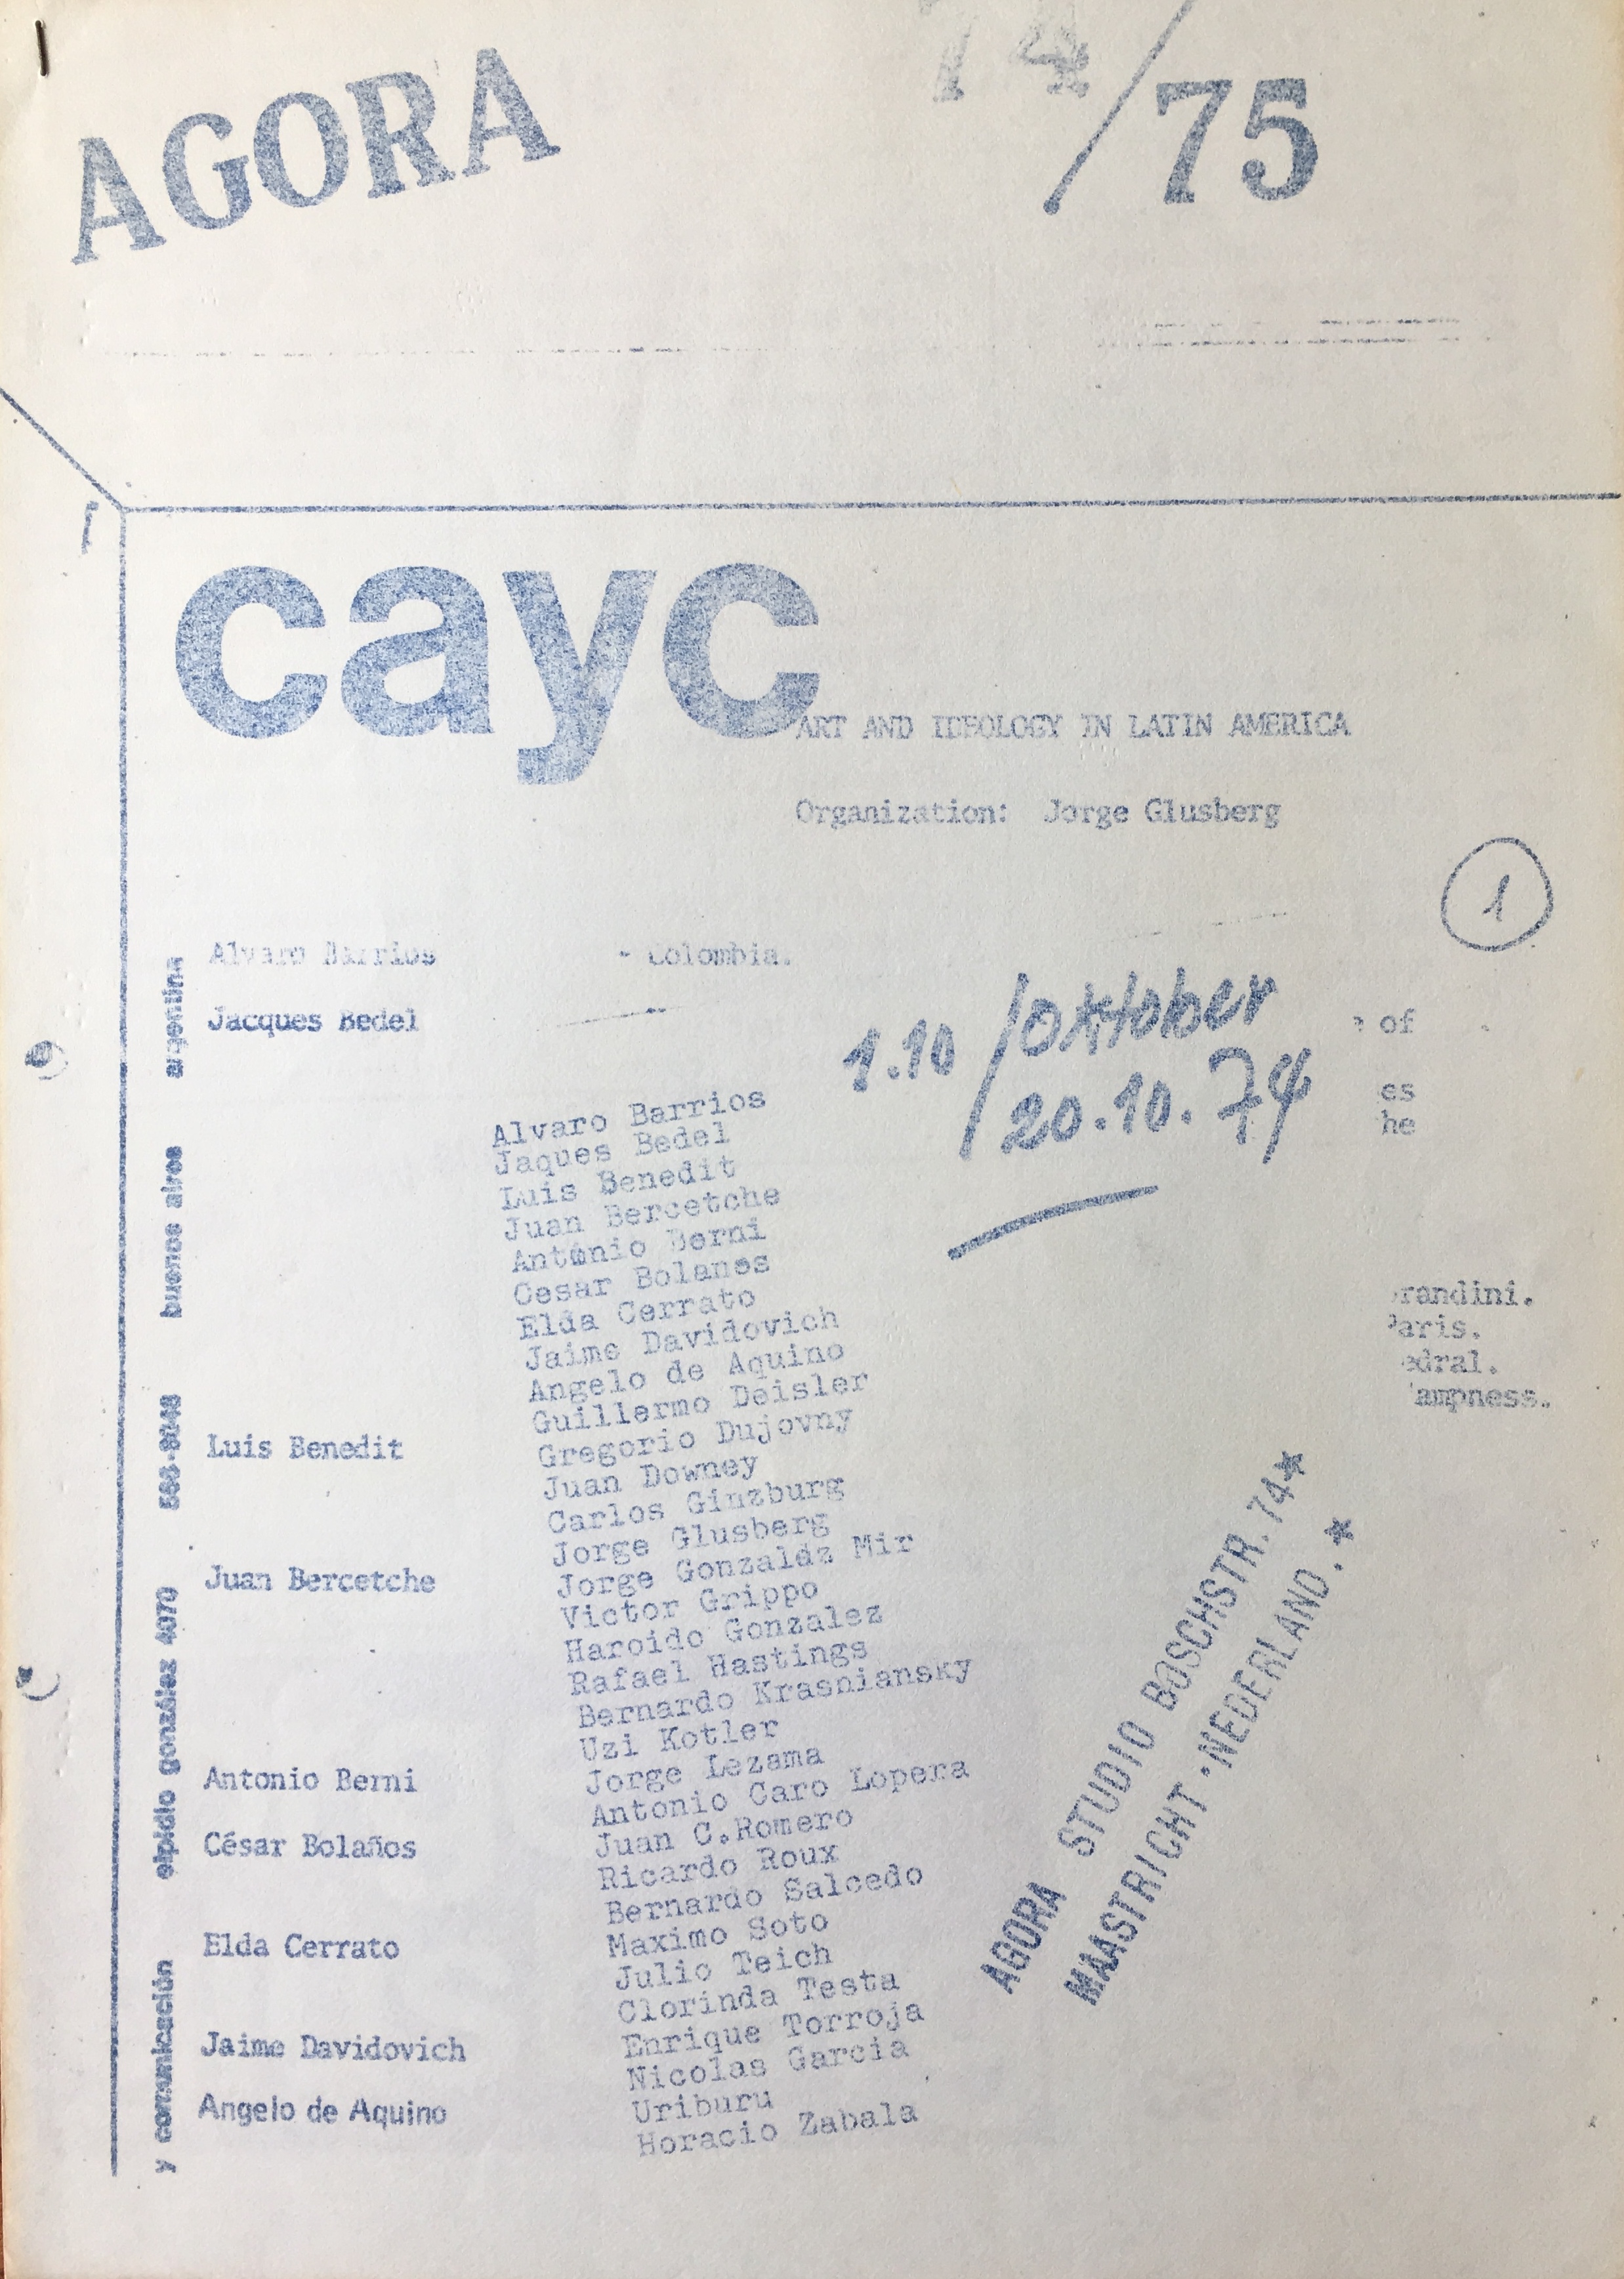 AGORA
74/75
cayc
ART AND IDEOLOGY IN LATIN AMERICA
Organization: Jorge Glusberg
1
Alvaro Barrios - Colombia.
Jacques Bedel
1.10/Oktober
20.10.74
of
es
he
Alvaro Barrios
Jaques Bedel
Luis Benedit
Juan Bercetche
Antonio Berni
Cesar Bolanos
Elda Cerrato
Jaime Davidovich
Angelo de Aquino
Guillermo Deisler
Gregorio Dujovny
Juan Downey
Carlos Ginzburg
Jorge Glusberg
Jorge Gonzaldz Mir
Victor Grippo
Haroido Gonzalez
Rafael Hastings
Bernardo Krasniansky
Uzi Kotler
Jorge Lezama
Antonio Caro Lopera
Juan C.Romero
Ricardo Roux
Bernardo Salcedo
Maximo Soto
Julio Teich
Clorinda Testa
Enrique Torroja
Nicolas Garcia
Uriburu
Horacio Zabala
randini.
aris.
edral.
ampness.
Luis Benedit
Juan Bercetche
Antonio Berni
César Bolaños
Elda Cerrato
Jaime Davidovich
Angelo de Aquino
AGORA STUDIO BOSCHSTR. 74★
MAASTRICHT·NEDERLAND.★
y comunicación elpidio gonzález 4070 buenos aires argentina